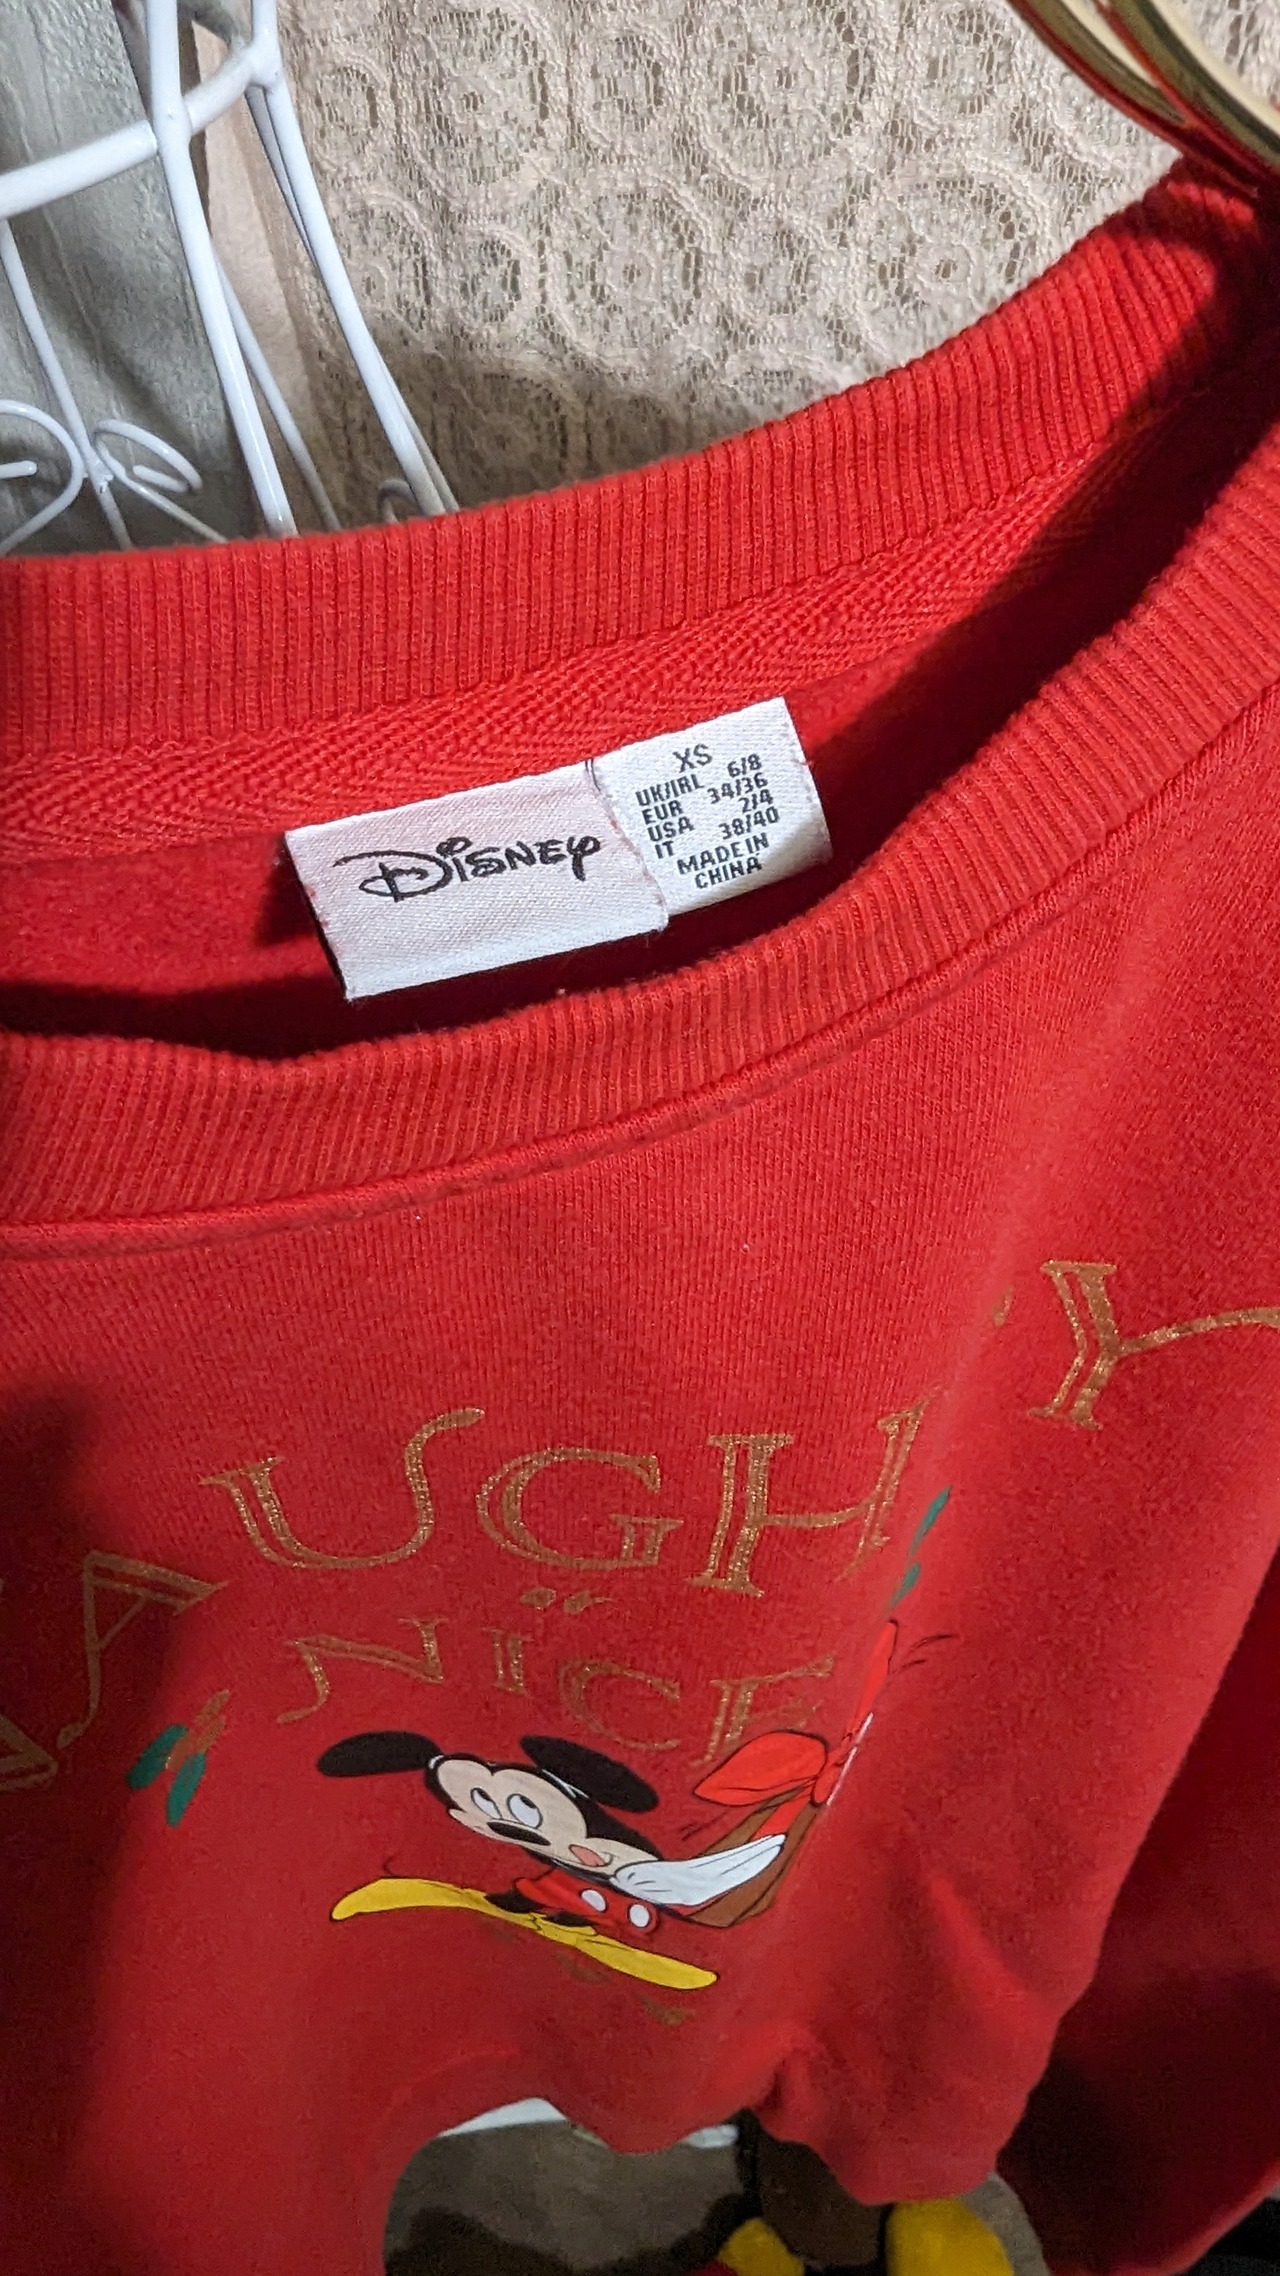 Disney
XS
UK/IRL 6/8
EUR 34/36
USA 2/4
IT 38/40
MADE IN
CHINA
AUGH Y
NICE